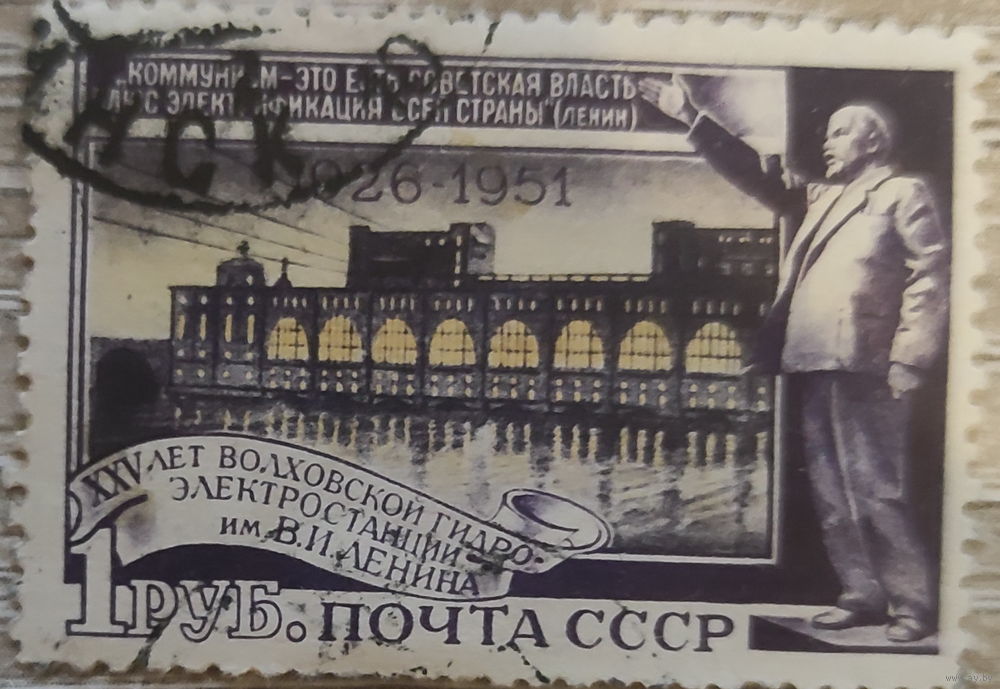 „КОММУНИЗМ-ЭТО ЕСТЬ СОВЕТСКАЯ ВЛАСТЬ
ПЛЮС ЭЛЕКТРИФИКАЦИЯ ВСЕЙ СТРАНЫ" (ЛЕНИН)
1926-1951
XXV ЛЕТ ВОЛХОВСКОЙ ГИДРО-
ЭЛЕКТРОСТАНЦИИ
ИМ. В.И. ЛЕНИНА
1 РУБ. ПОЧТА СССР